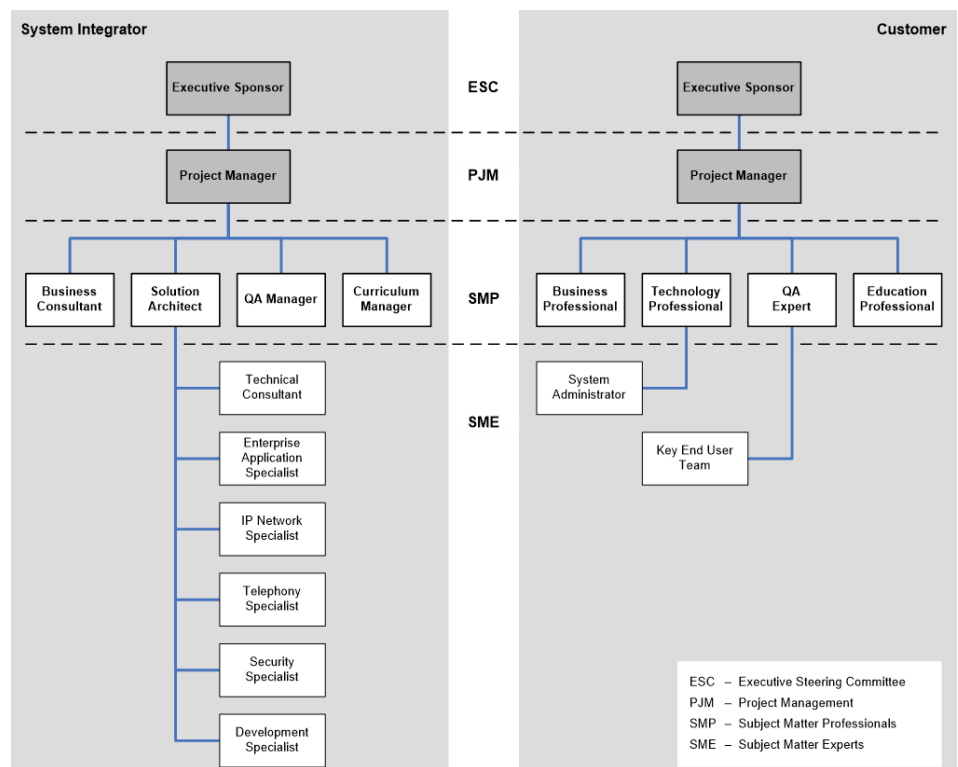 System Integrator
Customer
Executive Sponsor
ESC
Executive Sponsor
Project Manager
PJM
Project Manager
Business
Consultant
Solution
Architect
QA Manager
Curriculum
Manager
SMP
Business
Professional
Technology
Professional
QA
Expert
Education
Professional
Technical
Consultant
System
Administrator
SME
Enterprise
Application
Specialist
Key End User
Team
IP Network
Specialist
Telephony
Specialist
Security
Specialist
Development
Specialist
ESC – Executive Steering Committee
PJM – Project Management
SMP – Subject Matter Professionals
SME – Subject Matter Experts